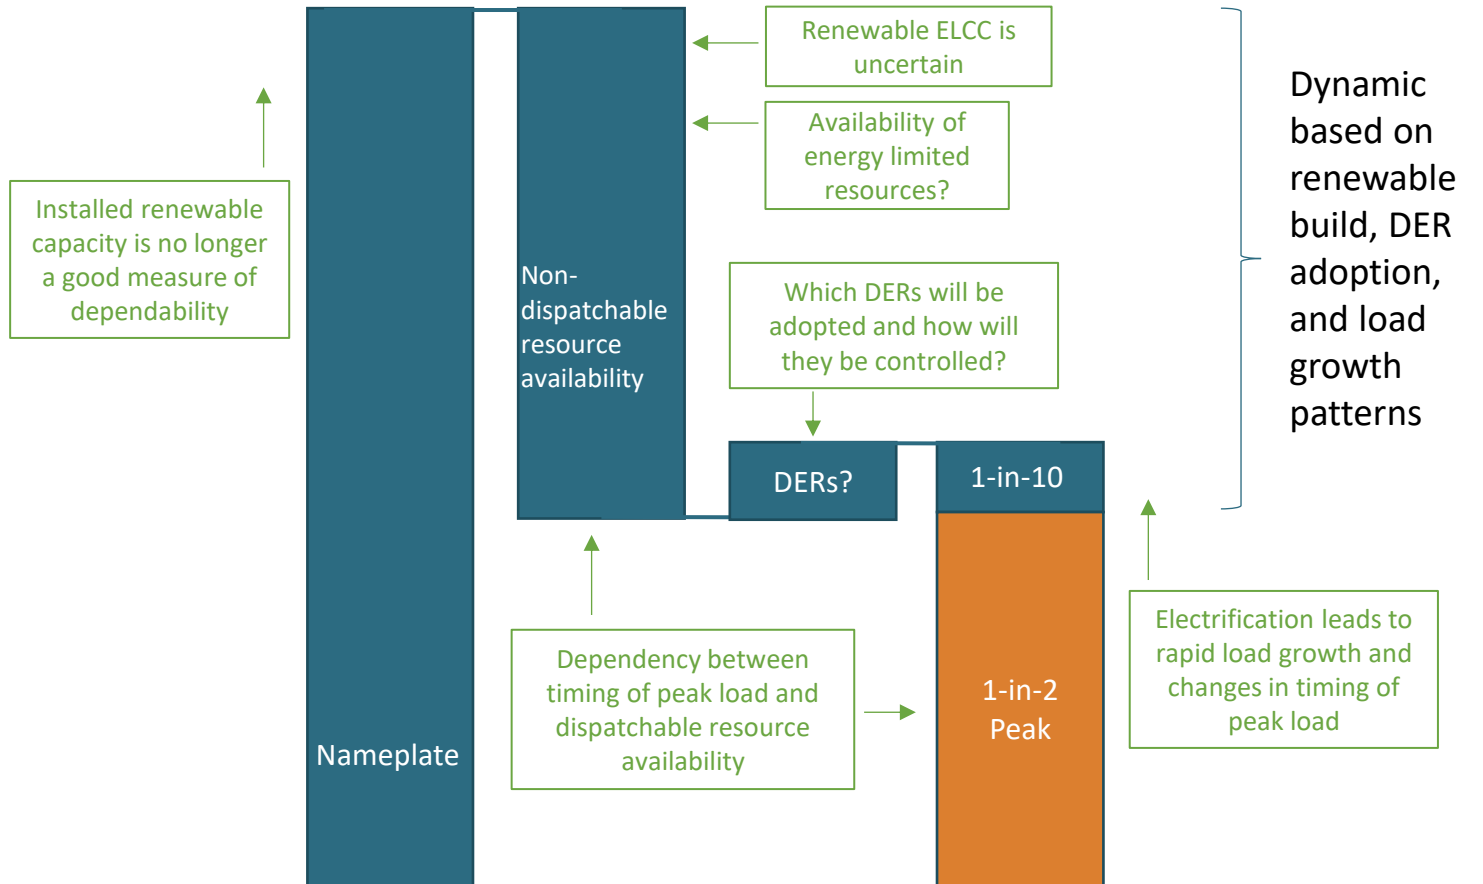 Renewable ELCC is
uncertain
Availability of
energy limited
resources?
Dynamic
based on
renewable
build, DER
adoption,
and load
growth
patterns
Installed renewable
capacity is no longer
a good measure of
dependability
Non-
dispatchable
resource
availability
Which DERs will be
adopted and how will
they be controlled?
DERs?
1-in-10
Dependency between
timing of peak load and
dispatchable resource
availability
Electrification leads to
rapid load growth and
changes in timing of
peak load
1-in-2
Peak
Nameplate